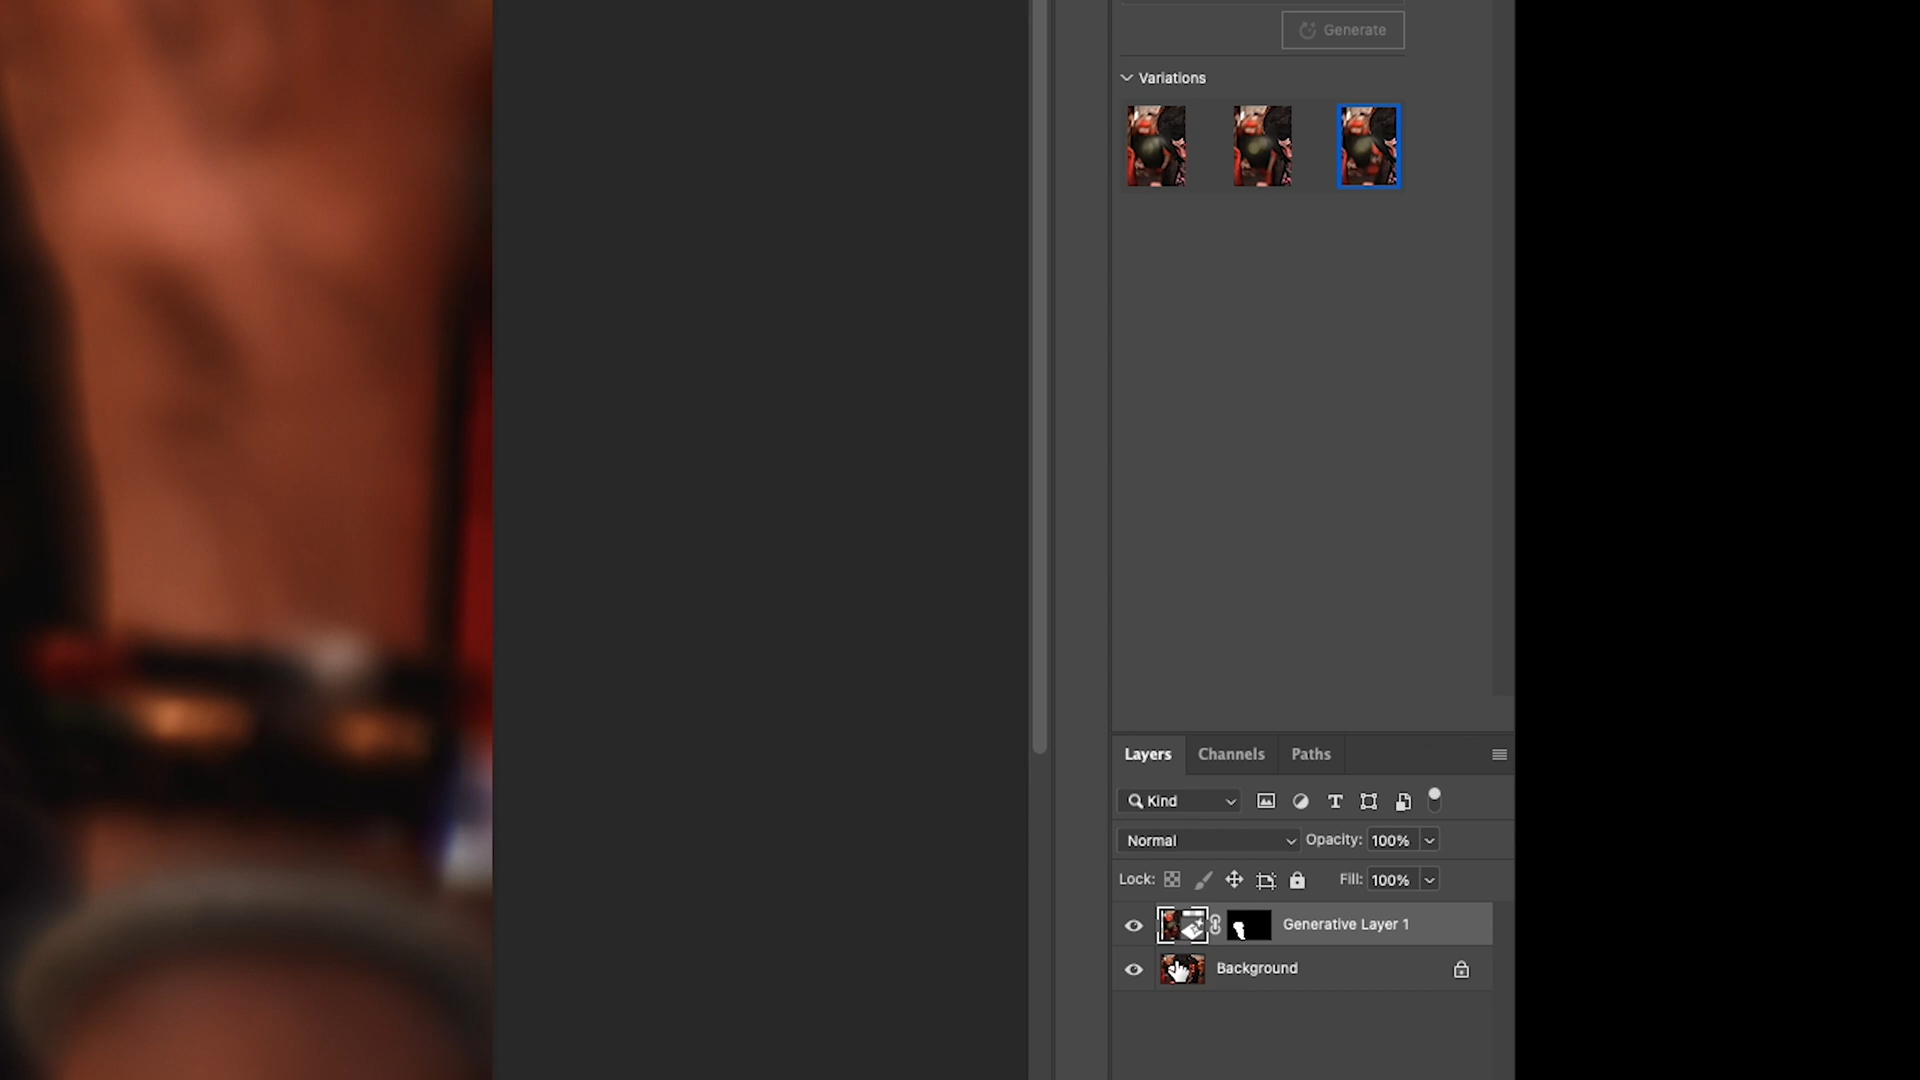 Generate
Variations
Layers Channels Paths
Kind
Normal Opacity: 100%
Lock: Fill: 100%
Generative Layer 1
Background